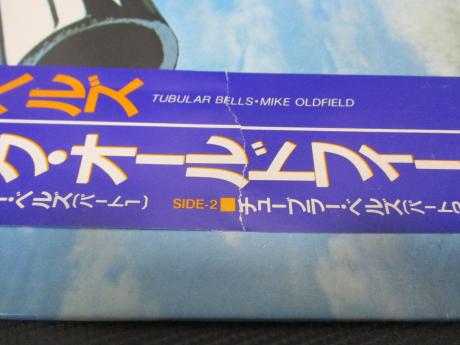 ベルズ TUBULAR BELLS・MIKE OLDFIELD
ク・オールドフィー
・ベルズ(パート1) SIDE-2■チューブラー・ベルズ(パート2